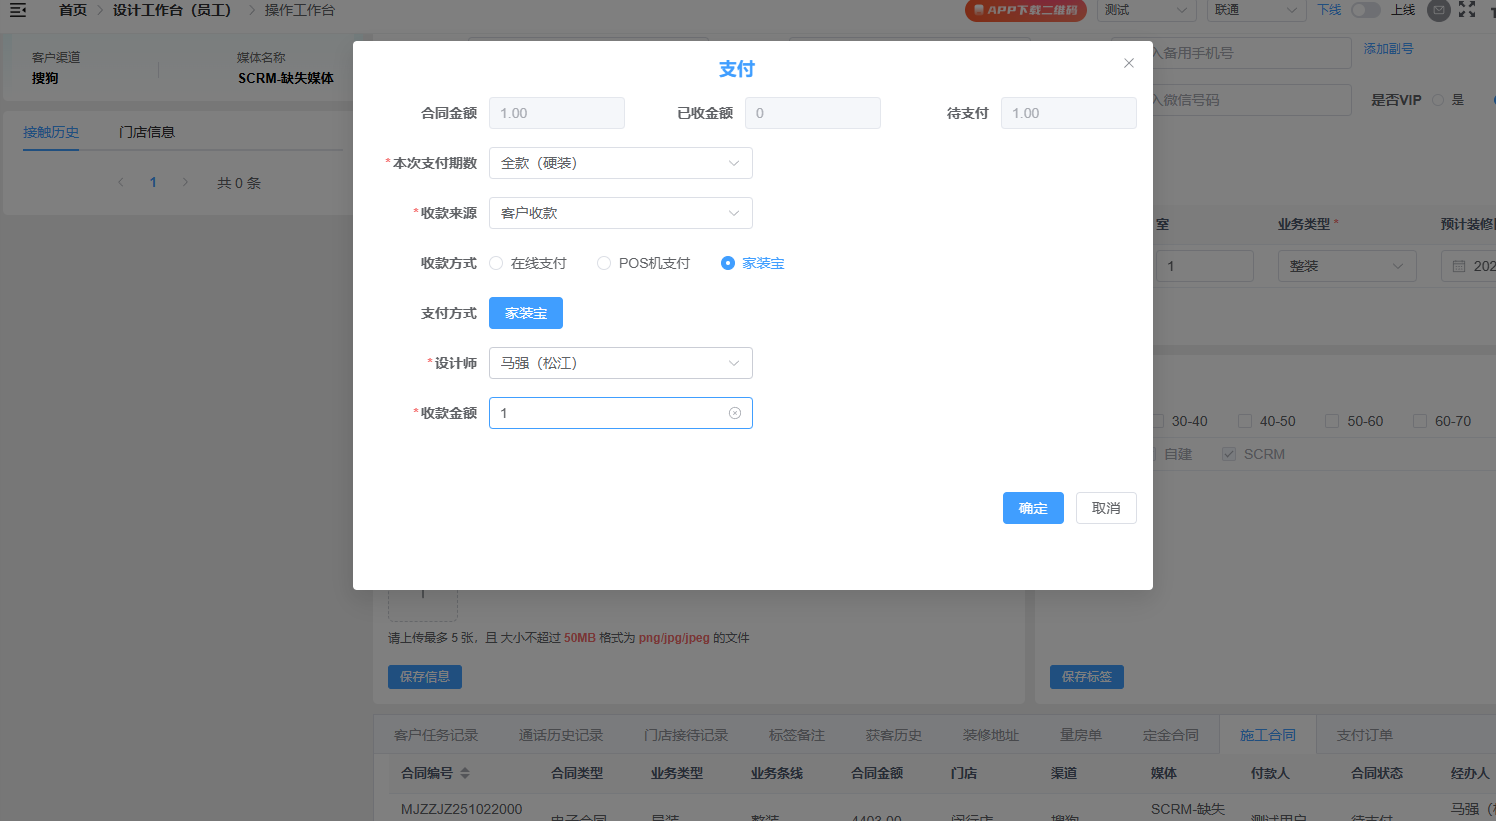 首页 > 设计工作台（员工） > 操作工作台
APP下载二维码 测试 联通 下线 上线
客户渠道 媒体名称
搜狗 SCRM-缺失媒体
接触历史 门店信息
1 共 0 条
支付
合同金额 1.00 已收金额 0 待支付 1.00
*本次支付期数 全款（硬装）
*收款来源 客户收款
收款方式 在线支付 POS机支付 家装宝
支付方式 家装宝
*设计师 马强（松江）
*收款金额 1
确定 取消
入备用手机号 添加副号
入微信号码 是否VIP 是
室 业务类型 * 预计装修
1 整装 202
30-40 40-50 50-60 60-70
自建 SCRM
请上传最多 5 张，且 大小不超过 50MB 格式为 png/jpg/jpeg 的文件
保存信息 保存标签
客户任务记录 通话历史记录 门店接待记录 标签备注 获客历史 装修地址 量房单 定金合同 施工合同 支付订单
合同编号 合同类型 业务类型 业务条线 合同金额 门店 渠道 媒体 付款人 合同状态 经办人
MJZZJZ251022000 电子合同 整装 4403.00 闵行店 搜狗 SCRM-缺失 测试用户 待支付 马强